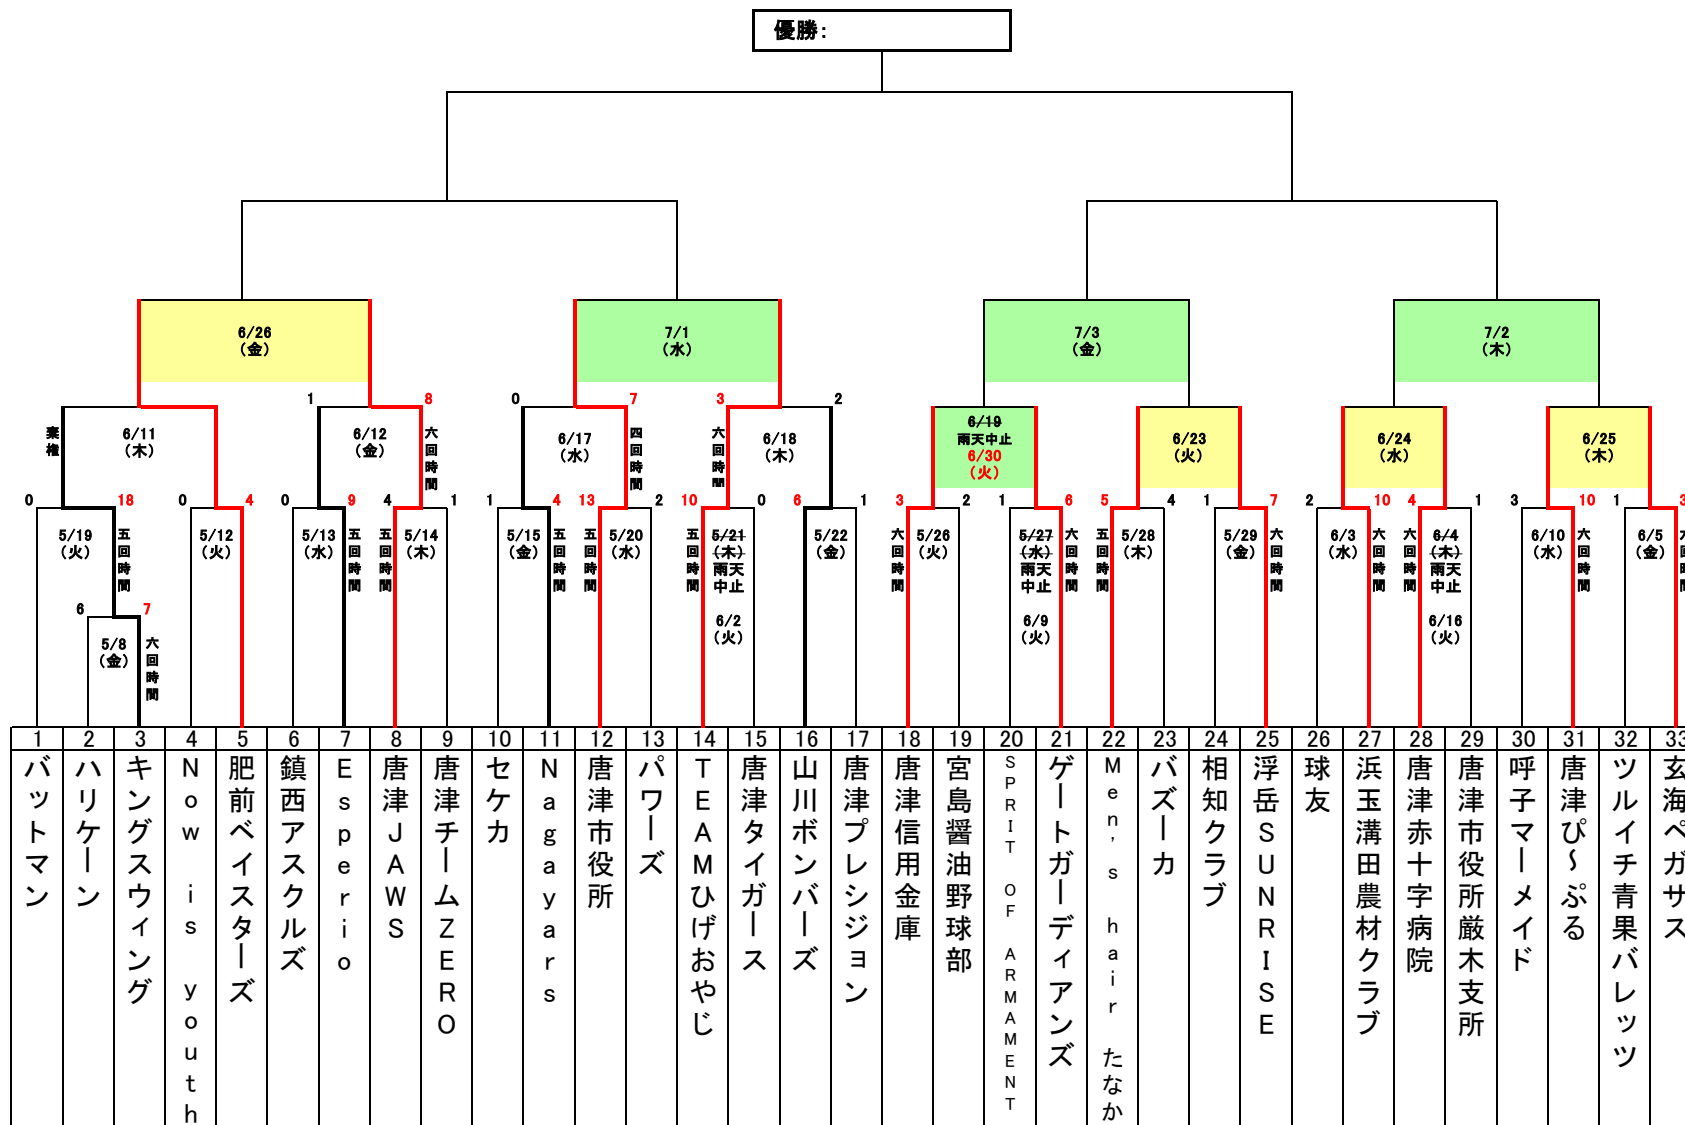 優勝:
6/26
(金)
7/1
(水)
7/3
(金)
7/2
(木)
1
8
0
7
3
2
棄権
6/11
(木)
6/12
(金)
六回時間
6/17
(水)
四回時間
六回時間
6/18
(木)
6/19
雨天中止
6/30
(火)
6/23
(火)
6/24
(水)
6/25
(木)
0
18
0
4
0
9
4
1
1
4
13
2
10
0
6
1
3
2
1
6
5
4
1
7
2
10
4
1
3
10
1
3
5/19
(火)
五回時間
5/12
(火)
5/13
(水)
五回時間
五回時間
5/14
(木)
5/15
(金)
五回時間
五回時間
5/20
(水)
五回時間
5/21
(木)
雨天
中止
6/2
(火)
5/22
(金)
六回時間
5/26
(火)
5/27
(水)
雨天
中止
6/9
(火)
六回時間
五回時間
5/28
(木)
5/29
(金)
六回時間
6/3
(水)
六回時間
六回時間
6/4
(木)
雨天
中止
6/16
(火)
6/10
(水)
六回時間
6/5
(金)
六回時間
6
7
5/8
(金)
六回時間
1
2
3
4
5
6
7
8
9
10
11
12
13
14
15
16
17
18
19
20
21
22
23
24
25
26
27
28
29
30
31
32
33
バットマン
ハリケーン
キングスウィング
Now is youth
肥前ベイスターズ
鎮西アスクルズ
Esperio
唐津JAWS
唐津チームZERO
セケカ
Nagayars
唐津市役所
パワーズ
TEAMひげおやじ
唐津タイガース
山川ボンバーズ
唐津プレシジョン
唐津信用金庫
宮島醤油野球部
SPRIT OF ARMAMENT
ゲートガーディアンズ
Men's hair たなか
バズーカ
相知クラブ
浮岳SUNRISE
球友
浜玉溝田農材クラブ
唐津赤十字病院
唐津市役所厳木支所
呼子マーメイド
唐津ぴ～ぷる
ツルイチ青果バレッツ
玄海ペガサス